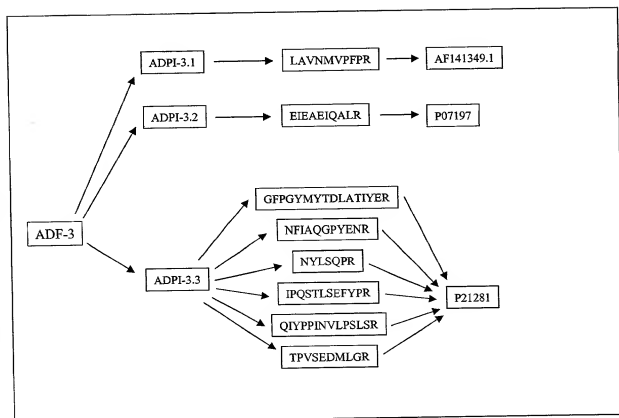 ADPI-3.1 LAVNMVPFPR AF141349.1
ADPI-3.2 EIEAEIQALR P07197
GFPGYMYTDLATIYER
NFIAQGPYENR
ADF-3
NYLSQPR
ADPI-3.3
IPQSTLSEFYPR P21281
QIYPPINVLPSLSR
TPVSEDMLGR